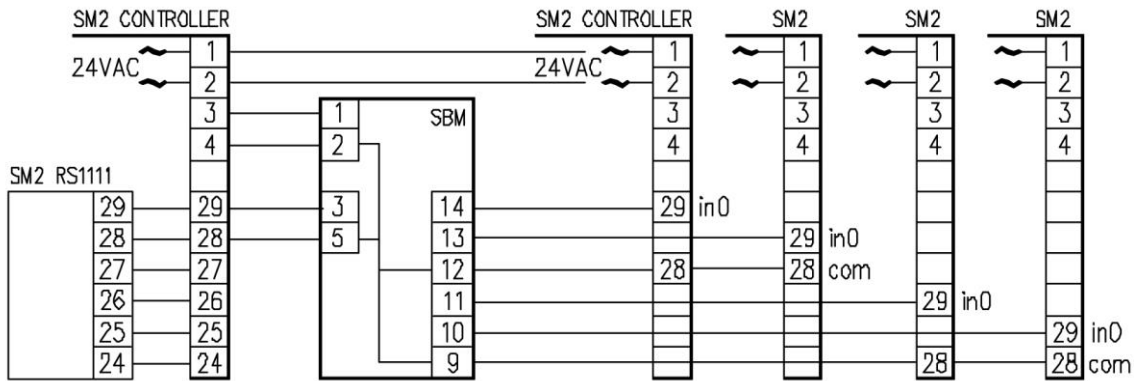 SM2 CONTROLLER SM2 CONTROLLER SM2 SM2 SM2
1 1 1 1 1
24VAC 2 24VAC 2 2 2 2
3 1 SBM 3 3 3 3
4 2 4 4 4 4
SM2 RS1111
29 29 3 14 29 in0
28 28 5 13 29 in0
27 27 12 28 28 com
26 26 11 29 in0
25 25 10 29 in0
24 24 9 28 28 com